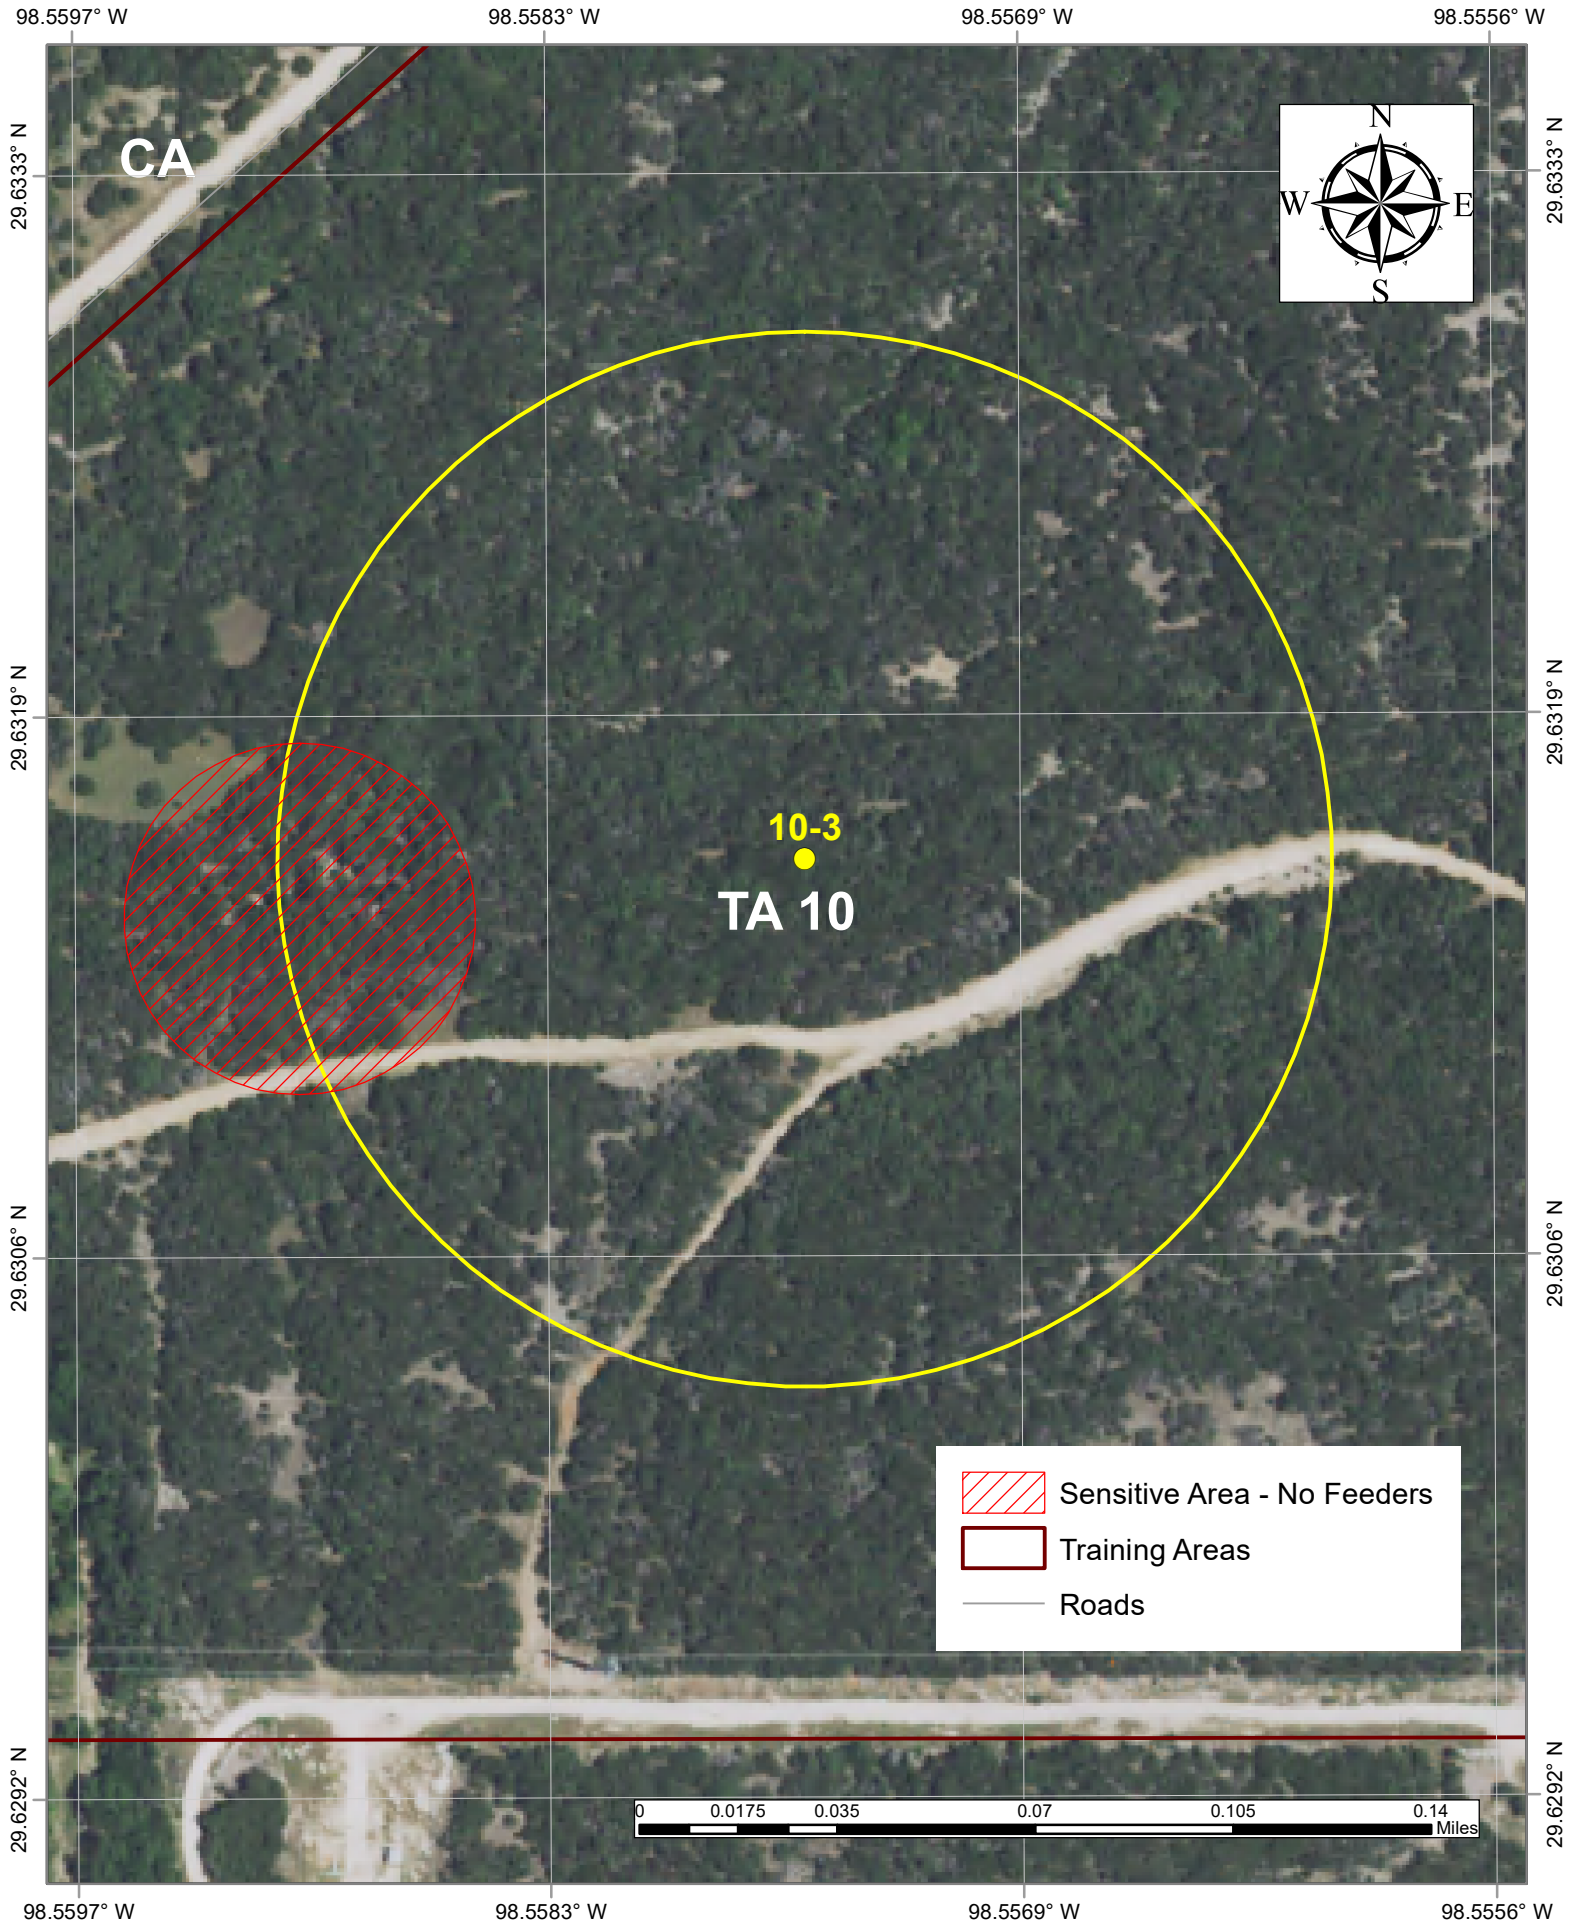 98.5597° W 98.5583° W 98.5569° W 98.5556° W
29.6333° N
29.6333° N
CA
N
W E
S
29.6319° N
29.6319° N
10-3
TA 10
29.6306° N
29.6306° N
Sensitive Area - No Feeders
Training Areas
Roads
29.6292° N
29.6292° N
0 0.0175 0.035 0.07 0.105 0.14
Miles
98.5597° W 98.5583° W 98.5569° W 98.5556° W